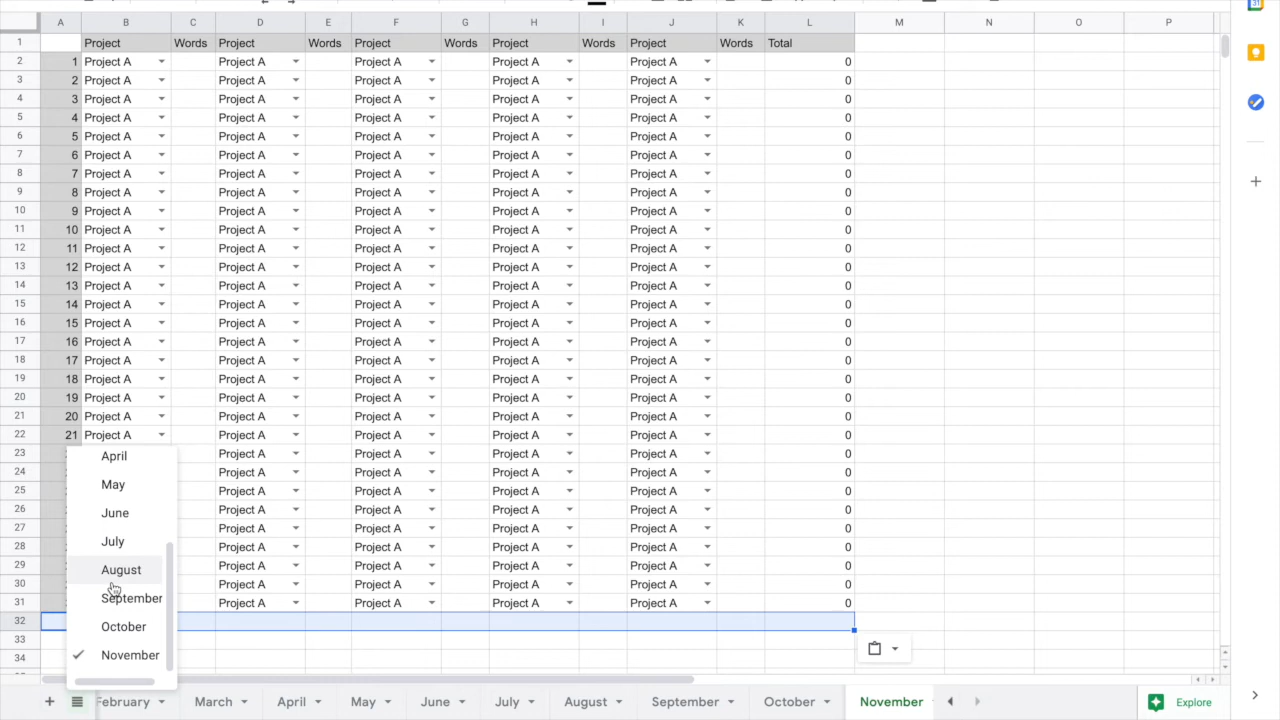 A B C D E F G H I J K L M N O P
31
1 Project Words Project Words Project Words Project Words Project Words Total
2 1 Project A Project A Project A Project A Project A 0
3 2 Project A Project A Project A Project A Project A 0
4 3 Project A Project A Project A Project A Project A 0
5 4 Project A Project A Project A Project A Project A 0
6 5 Project A Project A Project A Project A Project A 0
7 6 Project A Project A Project A Project A Project A 0
8 7 Project A Project A Project A Project A Project A 0
9 8 Project A Project A Project A Project A Project A 0
10 9 Project A Project A Project A Project A Project A 0
11 10 Project A Project A Project A Project A Project A 0
12 11 Project A Project A Project A Project A Project A 0
13 12 Project A Project A Project A Project A Project A 0
14 13 Project A Project A Project A Project A Project A 0
15 14 Project A Project A Project A Project A Project A 0
16 15 Project A Project A Project A Project A Project A 0
17 16 Project A Project A Project A Project A Project A 0
18 17 Project A Project A Project A Project A Project A 0
19 18 Project A Project A Project A Project A Project A 0
20 19 Project A Project A Project A Project A Project A 0
21 20 Project A Project A Project A Project A Project A 0
22 21 Project A Project A Project A Project A Project A 0
23 Project A Project A Project A Project A 0
24 Project A Project A Project A Project A 0
25 Project A Project A Project A Project A 0
26 Project A Project A Project A Project A 0
27 Project A Project A Project A Project A 0
28 Project A Project A Project A Project A 0
29 Project A Project A Project A Project A 0
30 Project A Project A Project A Project A 0
31 Project A Project A Project A Project A 0
32
33
34
April
May
June
July
August
September
October
November
February March April May June July August September October November Explore